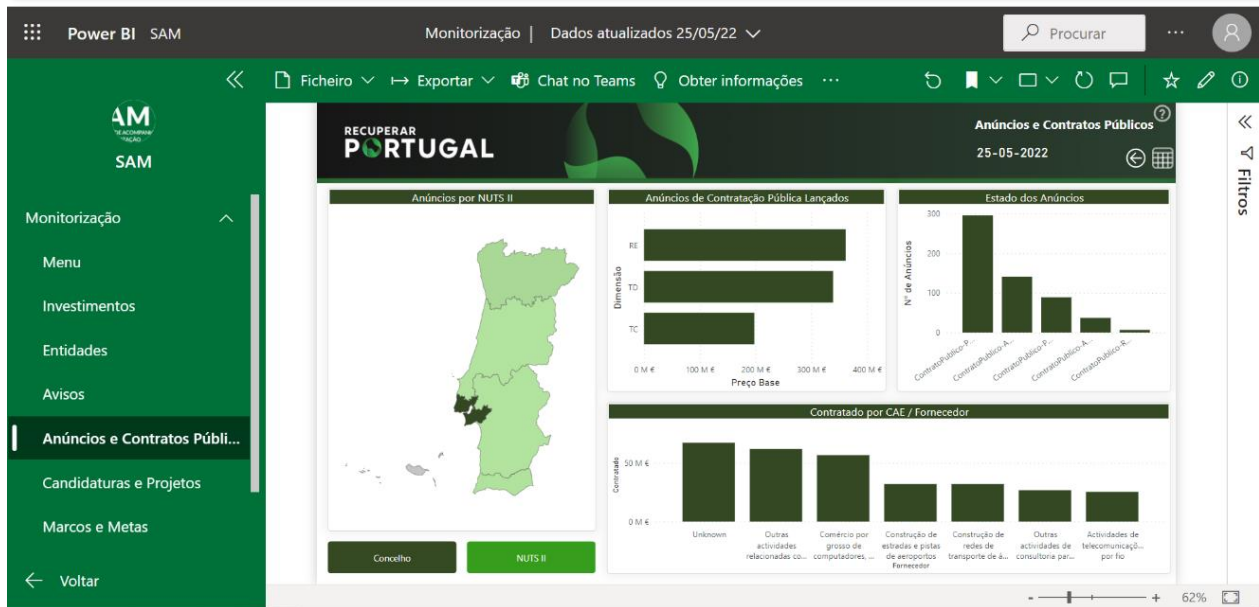 Power BI SAM
Monitorização | Dados atualizados 25/05/22
Procurar
Ficheiro
Exportar
Chat no Teams
Obter informações
SAM
Monitorização
Menu
Investimentos
Entidades
Avisos
Anúncios e Contratos Públi...
Candidaturas e Projetos
Marcos e Metas
Voltar
RECUPERAR
PORTUGAL
Anúncios e Contratos Públicos
25-05-2022
Filtros
Anúncios por NUTS II
Concelho
NUTS II
Anúncios de Contratação Pública Lançados
Dimensão
RE
TD
TC
0 M €
100 M €
200 M €
300 M €
400 M €
Preço Base
Estado dos Anúncios
Nº de Anúncios
300
200
100
0
ContratoPublico-P...
ContratoPublico-A...
ContratoPublico-P...
ContratoPublico-A...
ContratoPublico-R...
Contratado por CAE / Fornecedor
Contratado
50 M €
0 M €
Unknown
Outras
actividades
relacionadas co...
Comércio por
grosso de
computadores, ...
Construção de
estradas e pistas
de aeroportos
Construção de
redes de
transporte de á...
Outras
actividades de
consultoria par...
Actividades de
telecomunicaçõ...
por fio
Fornecedor
62%